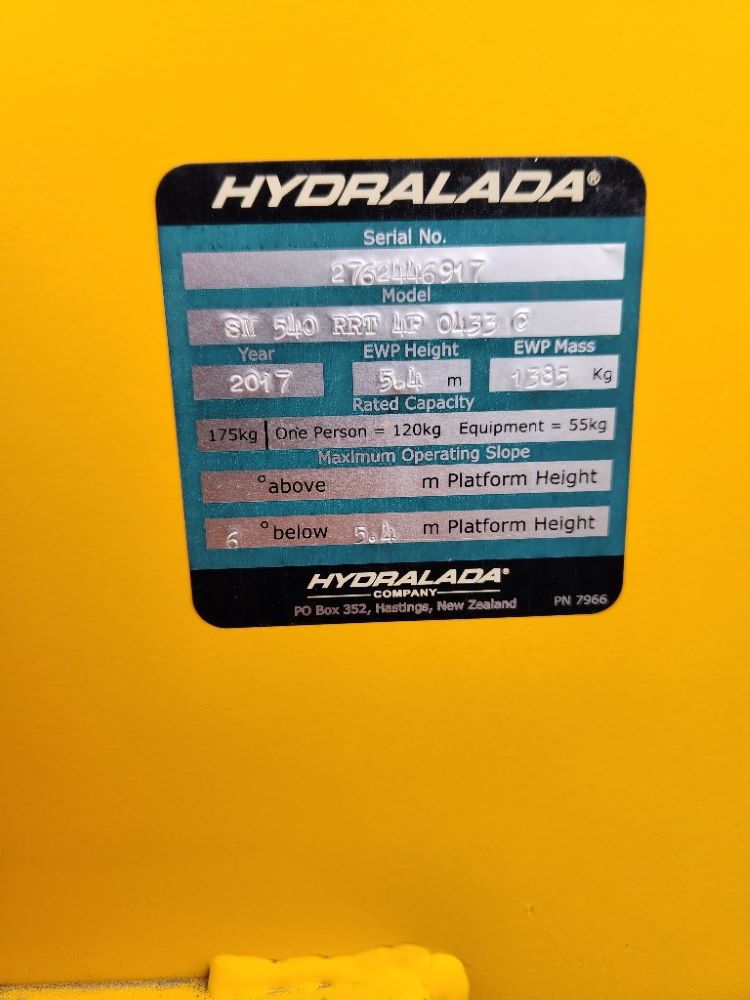 HYDRALADA®
Serial No.
2762446917
Model
SM 540 RRT 4P 0433 C
Year EWP Height EWP Mass
2017 5.4 m 1385 Kg
Rated Capacity
175kg | One Person = 120kg Equipment = 55kg
Maximum Operating Slope
° above m Platform Height
6 ° below 5.4 m Platform Height
HYDRALADA®
COMPANY
PO Box 352, Hastings, New Zealand PN 7966